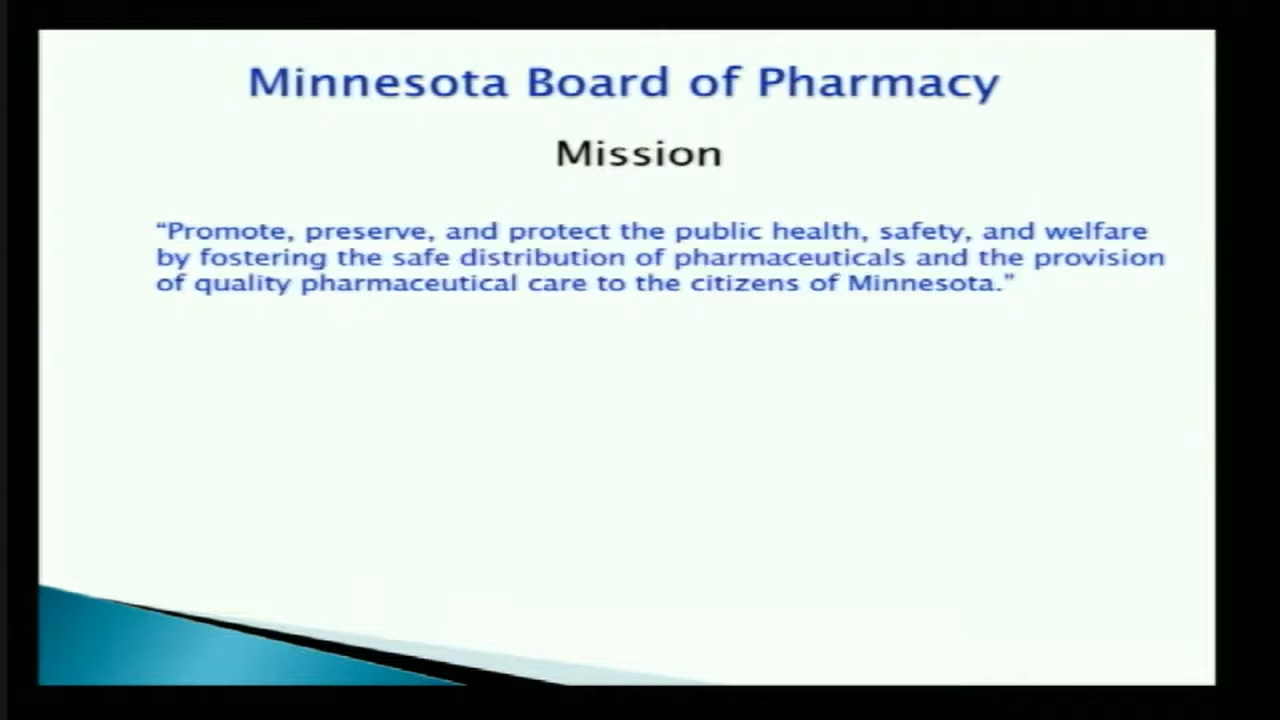 Minnesota Board of Pharmacy
Mission
“Promote, preserve, and protect the public health, safety, and welfare
by fostering the safe distribution of pharmaceuticals and the provision
of quality pharmaceutical care to the citizens of Minnesota.”